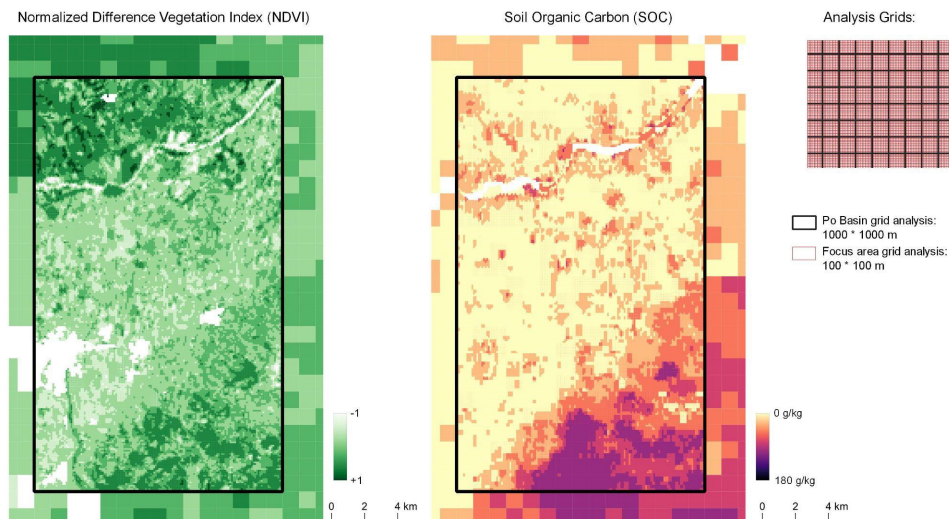 Normalized Difference Vegetation Index (NDVI)
Soil Organic Carbon (SOC)
Analysis Grids:
Po Basin grid analysis:
1000 * 1000 m
Focus area grid analysis:
100 * 100 m
-1
+1
0 2 4 km
0 g/kg
180 g/kg
0 2 4 km